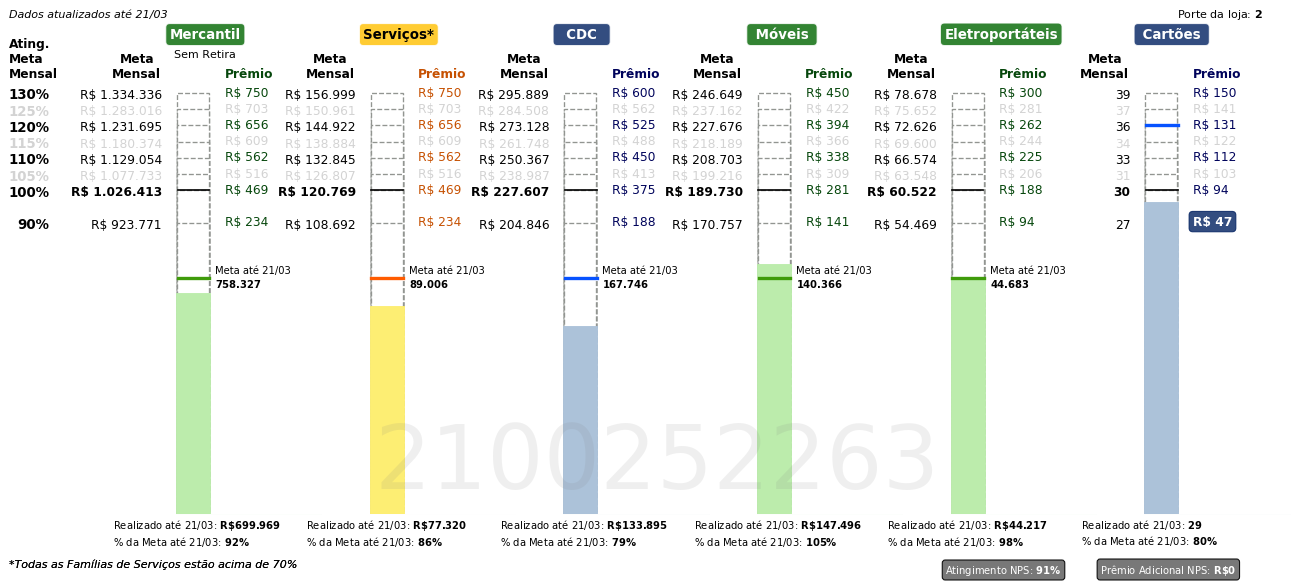 Dados atualizados até 21/03
Porte da loja: 2
Mercantil Serviços* CDC Móveis Eletroportáteis Cartões
Sem Retira
Ating. Meta Mensal
Meta Mensal Prêmio Meta Mensal Prêmio Meta Mensal Prêmio Meta Mensal Prêmio Meta Mensal Prêmio Meta Mensal Prêmio
130% R$ 1.334.336 R$ 750 R$ 156.999 R$ 750 R$ 295.889 R$ 600 R$ 246.649 R$ 450 R$ 78.678 R$ 300 39 R$ 150
125% R$ 1.283.016 R$ 703 R$ 150.961 R$ 703 R$ 284.508 R$ 562 R$ 237.162 R$ 422 R$ 75.652 R$ 281 37 R$ 141
120% R$ 1.231.695 R$ 656 R$ 144.922 R$ 656 R$ 273.128 R$ 525 R$ 227.676 R$ 394 R$ 72.626 R$ 262 36 R$ 131
115% R$ 1.180.374 R$ 609 R$ 138.884 R$ 609 R$ 261.748 R$ 488 R$ 218.189 R$ 366 R$ 69.600 R$ 244 34 R$ 122
110% R$ 1.129.054 R$ 562 R$ 132.845 R$ 562 R$ 250.367 R$ 450 R$ 208.703 R$ 338 R$ 66.574 R$ 225 33 R$ 112
105% R$ 1.077.733 R$ 516 R$ 126.807 R$ 516 R$ 238.987 R$ 413 R$ 199.216 R$ 309 R$ 63.548 R$ 206 31 R$ 103
100% R$ 1.026.413 R$ 469 R$ 120.769 R$ 469 R$ 227.607 R$ 375 R$ 189.730 R$ 281 R$ 60.522 R$ 188 30 R$ 94
90% R$ 923.771 R$ 234 R$ 108.692 R$ 234 R$ 204.846 R$ 188 R$ 170.757 R$ 141 R$ 54.469 R$ 94 27 R$ 47
Meta até 21/03 Meta até 21/03 Meta até 21/03 Meta até 21/03 Meta até 21/03
758.327 89.006 167.746 140.366 44.683
2100252263
Realizado até 21/03: R$699.969 Realizado até 21/03: R$77.320 Realizado até 21/03: R$133.895 Realizado até 21/03: R$147.496 Realizado até 21/03: R$44.217 Realizado até 21/03: 29
% da Meta até 21/03: 92% % da Meta até 21/03: 86% % da Meta até 21/03: 79% % da Meta até 21/03: 105% % da Meta até 21/03: 98% % da Meta até 21/03: 80%
*Todas as Famílias de Serviços estão acima de 70%
Atingimento NPS: 91% Prêmio Adicional NPS: R$0